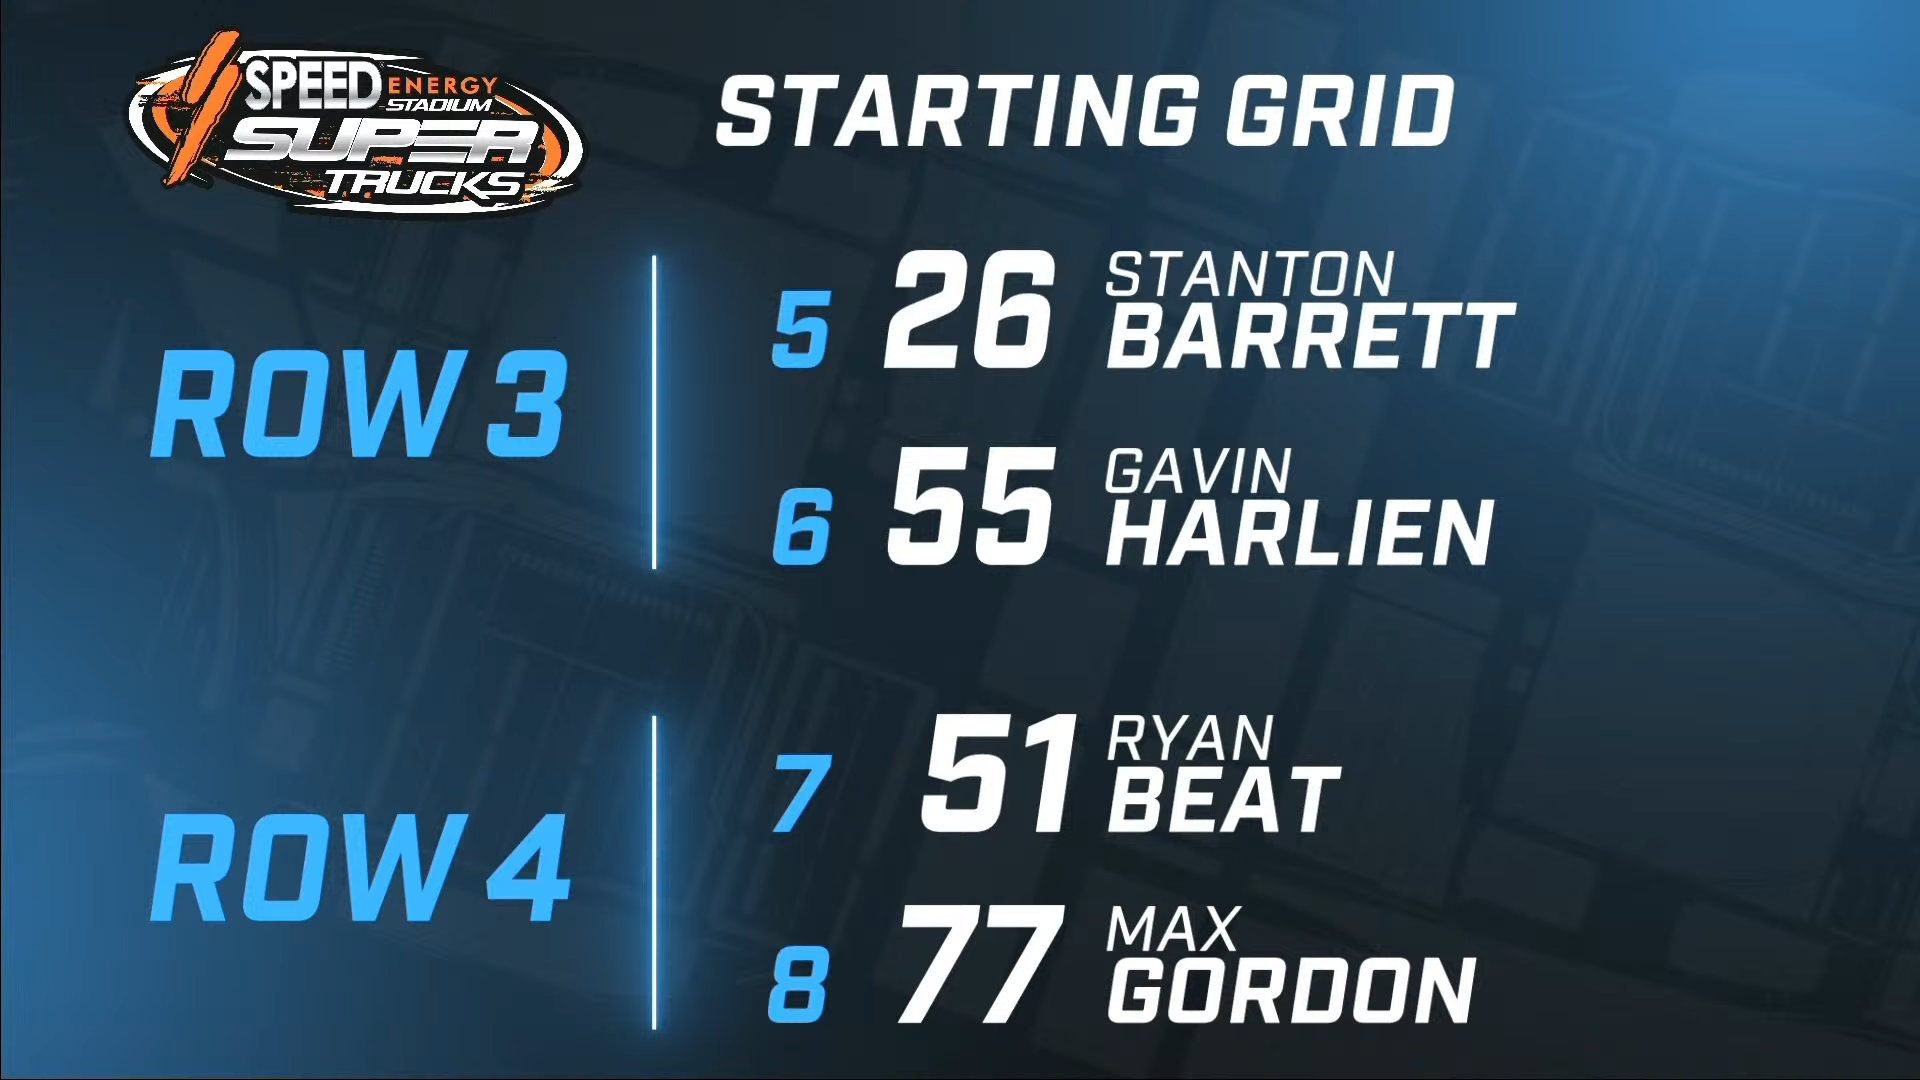 SPEED ENERGY
STADIUM
SUPER
TRUCKS
STARTING GRID
ROW 3
5 26 STANTON
BARRETT
6 55 GAVIN
HARLIEN
ROW 4
7 51 RYAN
BEAT
8 77 MAX
GORDON